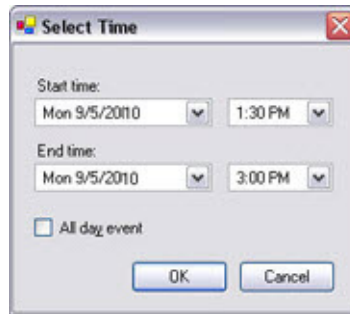 Select Time
Start time:
Mon 9/5/2010 1:30 PM
End time:
Mon 9/5/2010 3:00 PM
All day event
OK Cancel